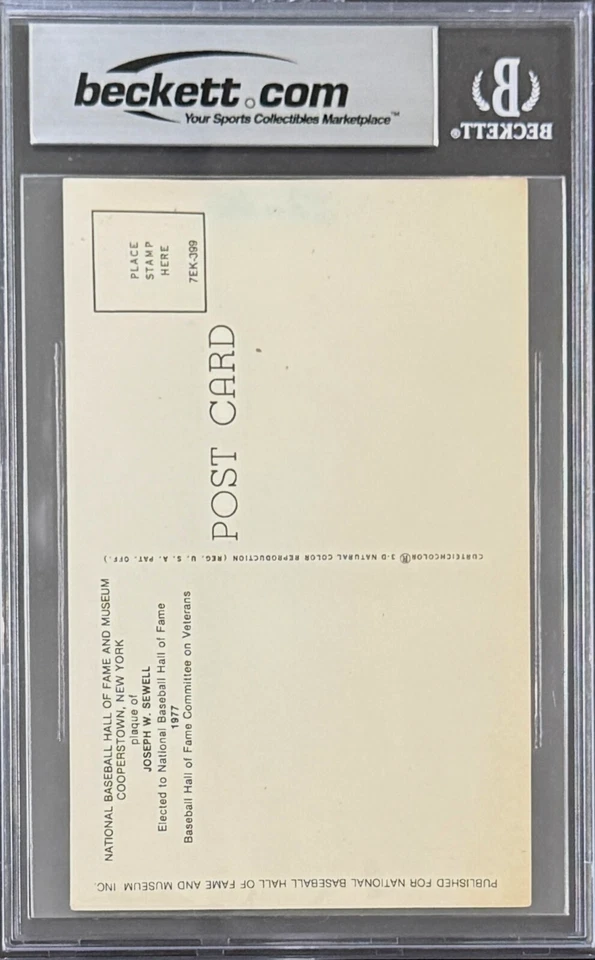 beckett.com
Your Sports Collectibles Marketplace™
BECKETT®
PLACE
STAMP
HERE
7EK-399
POST CARD
CURTEICHCOLOR® 3-D NATURAL COLOR REPRODUCTION (REG. U. S. A. PAT. OFF.)
NATIONAL BASEBALL HALL OF FAME AND MUSEUM
COOPERSTOWN, NEW YORK
plaque of
JOSEPH W. SEWELL
Elected to National Baseball Hall of Fame
1977
Baseball Hall of Fame Committee on Veterans
PUBLISHED FOR NATIONAL BASEBALL HALL OF FAME AND MUSEUM INC.